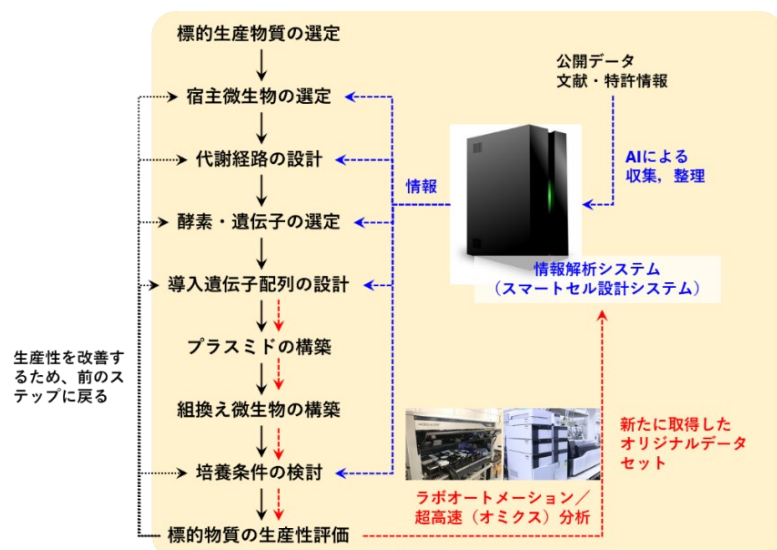 標的生産物質の選定
宿主微生物の選定
代謝経路の設計
酵素・遺伝子の選定
導入遺伝子配列の設計
プラスミドの構築
組換え微生物の構築
培養条件の検討
標的物質の生産性評価
生産性を改善す
るため、前のス
テップに戻る
情報
公開データ
文献・特許情報
AIによる
収集，整理
情報解析システム
（スマートセル設計システム）
新たに取得した
オリジナルデータ
セット
ラボオートメーション／
超高速（オミクス）分析